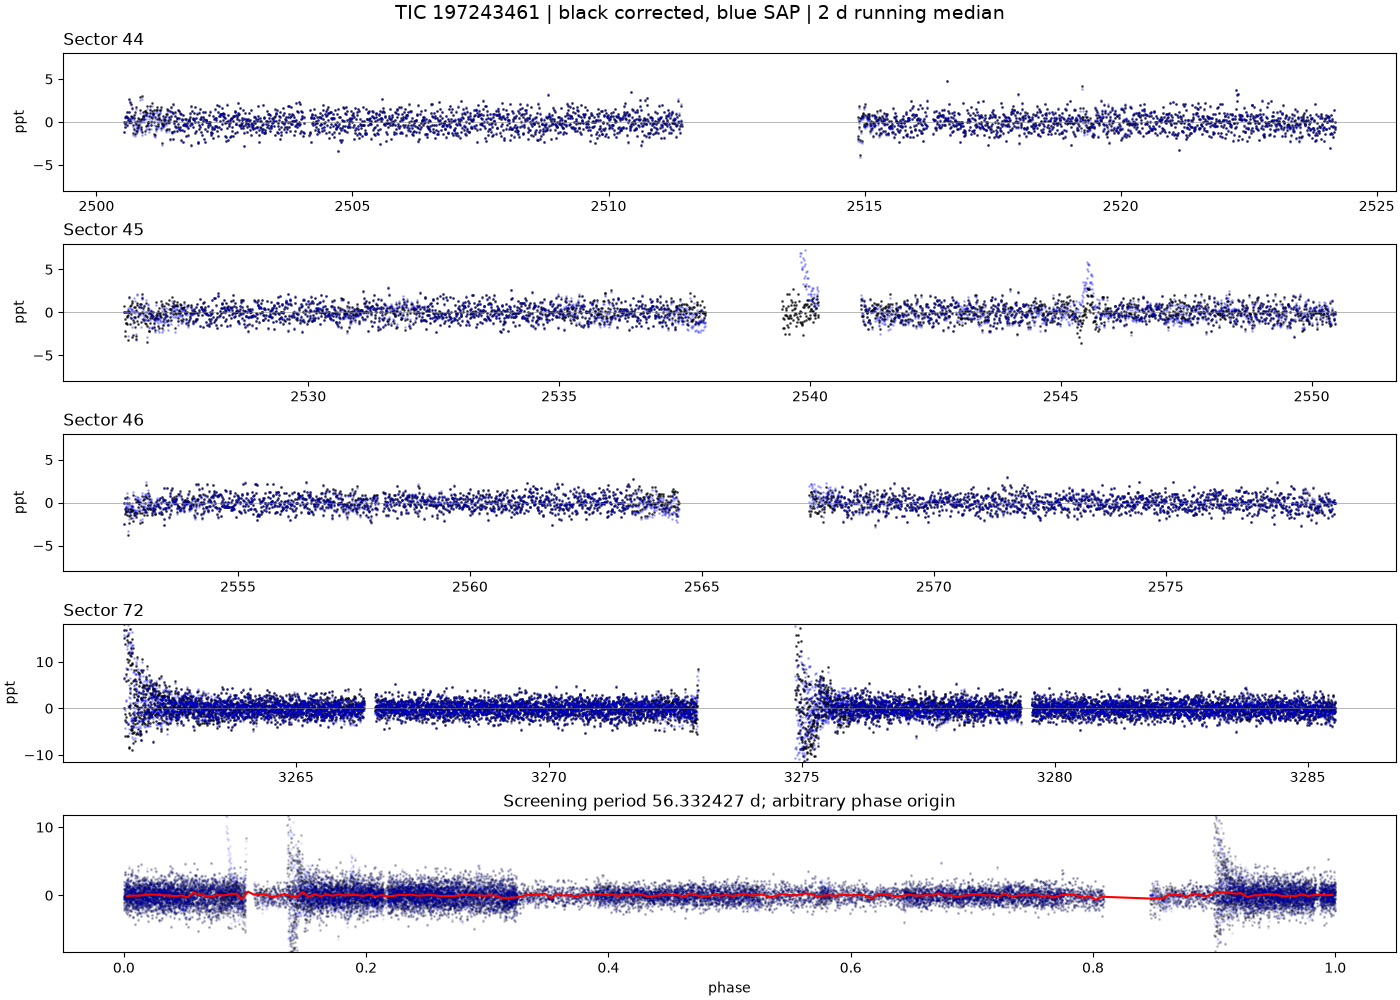 TIC 197243461 | black corrected, blue SAP | 2 d running median
Sector 44
ppt
5
0
−5
2500 2505 2510 2515 2520 2525
Sector 45
ppt
5
0
−5
2530 2535 2540 2545 2550
Sector 46
ppt
5
0
−5
2555 2560 2565 2570 2575
Sector 72
ppt
10
0
−10
3265 3270 3275 3280 3285
Screening period 56.332427 d; arbitrary phase origin
ppt
10
0
0.0 0.2 0.4 0.6 0.8 1.0
phase